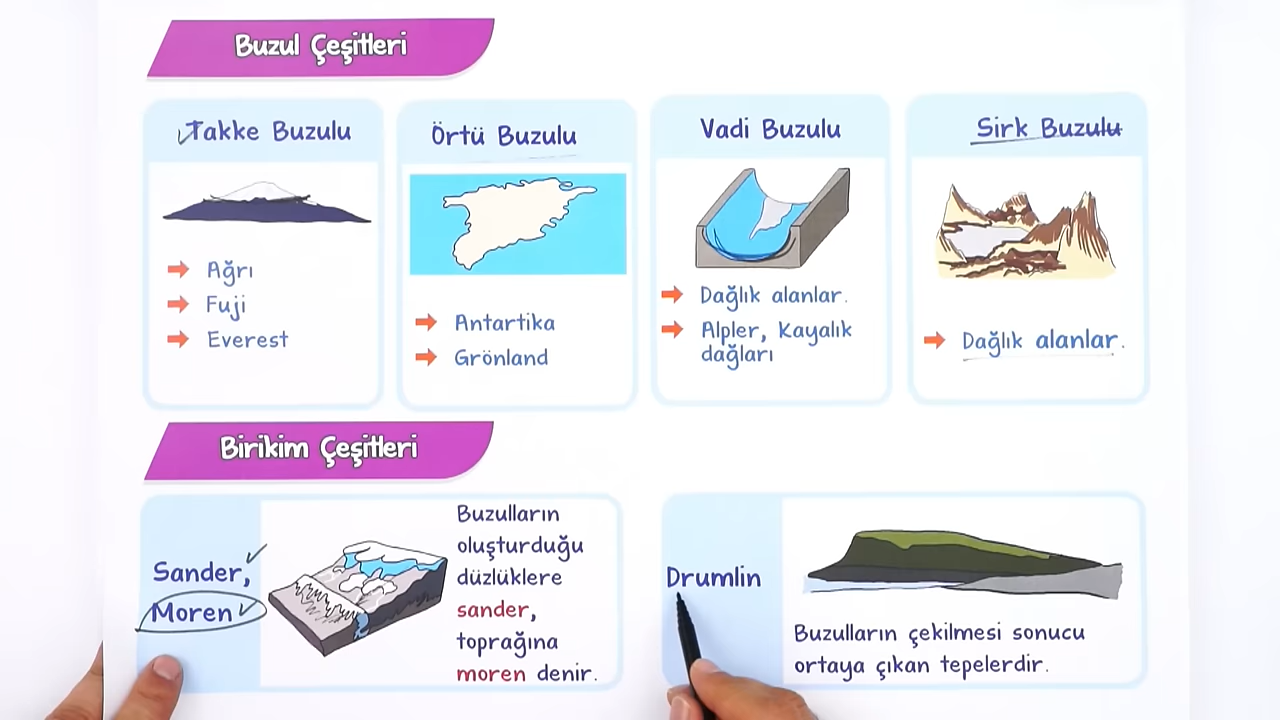 Buzul Çeşitleri
Takke Buzulu
Ağrı
Fuji
Everest
Örtü Buzulu
Antartika
Grönland
Vadi Buzulu
Dağlık alanlar.
Alpler, Kayalık
dağları
Sirk Buzulu
Dağlık alanlar.
Birikim Çeşitleri
Sander,
Moren
Buzulların
oluşturduğu
düzlüklere
sander,
toprağına
moren denir.
Drumlin
Buzulların çekilmesi sonucu
ortaya çıkan tepelerdir.